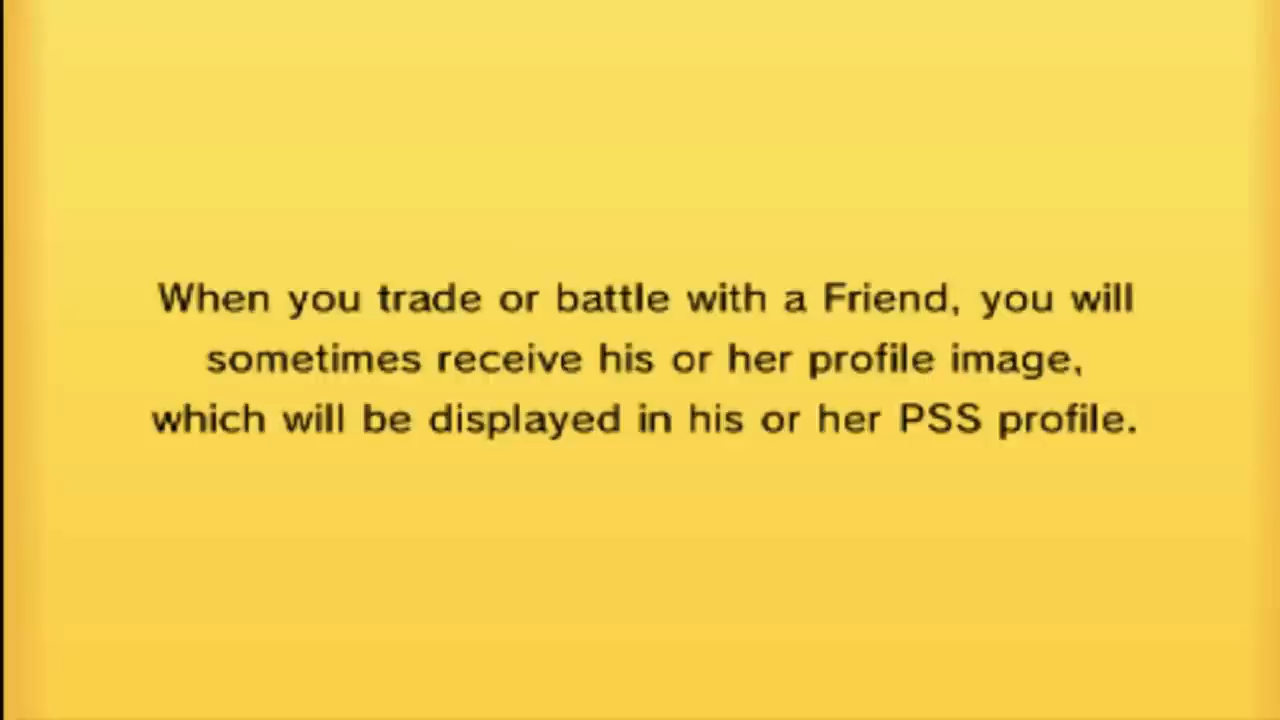 When you trade or battle with a Friend, you will
sometimes receive his or her profile image,
which will be displayed in his or her PSS profile.